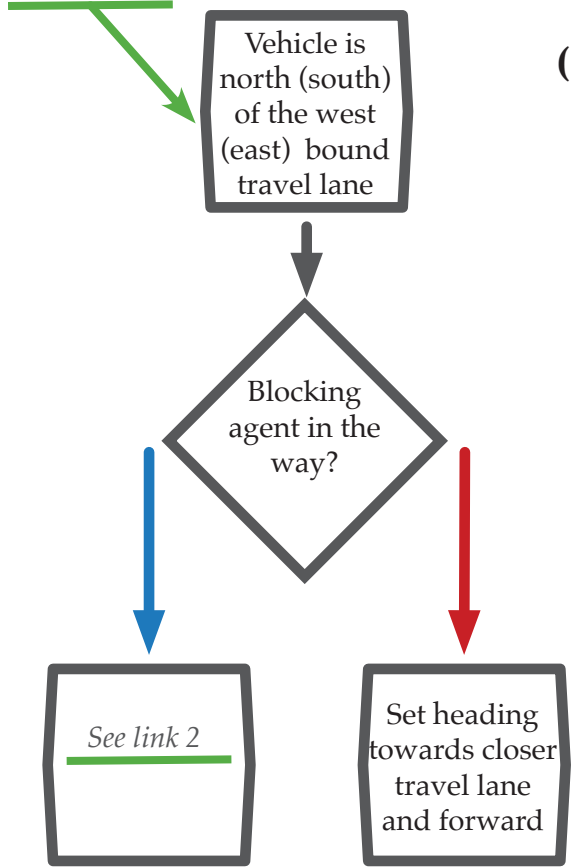 Vehicle is
north (south)
of the west
(east) bound
travel lane
(
Blocking
agent in the
way?
See link 2
Set heading
towards closer
travel lane
and forward